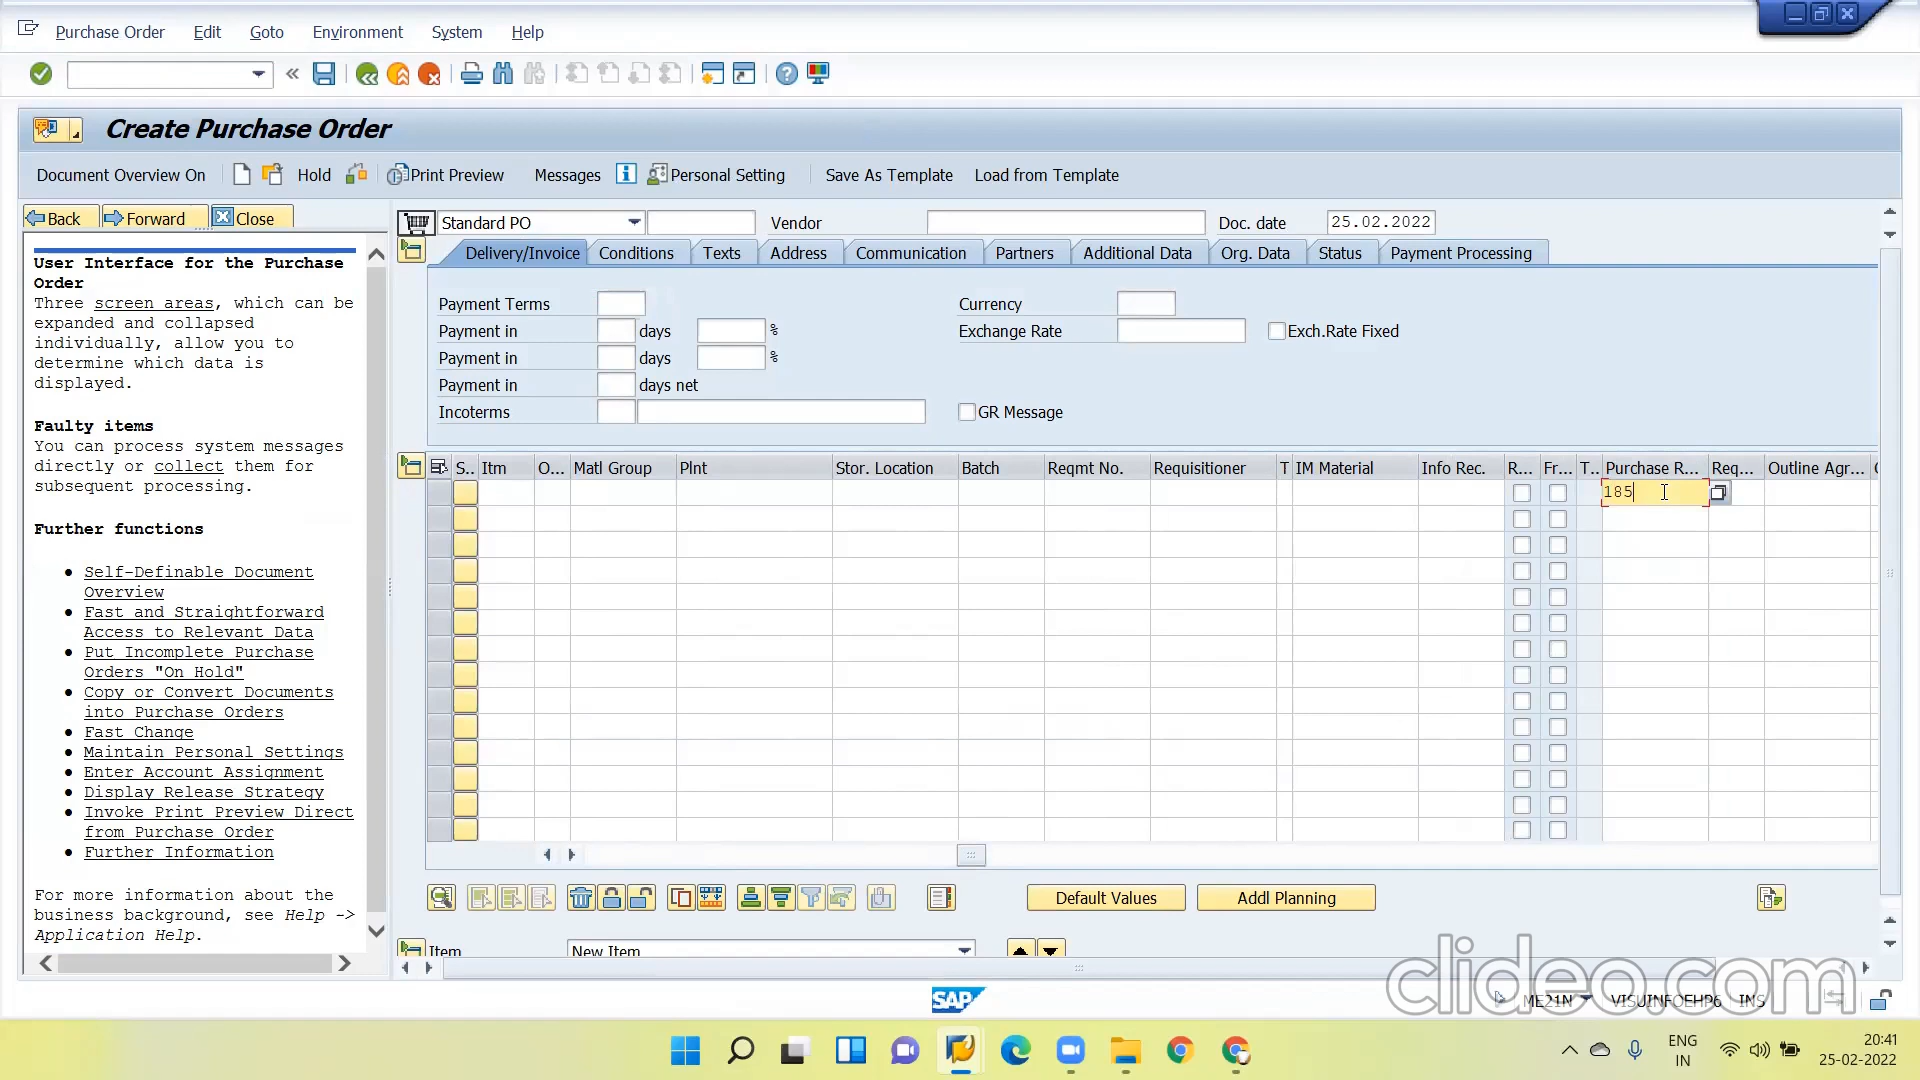 Purchase Order Edit Goto Environment System Help
Create Purchase Order
Document Overview On Hold Print Preview Messages Personal Setting Save As Template Load from Template
Back Forward Close
User Interface for the Purchase
Order
Three screen areas, which can be
expanded and collapsed
individually, allow you to
determine which data is
displayed.
Faulty items
You can process system messages
directly or collect them for
subsequent processing.
Further functions
● Self-Definable Document
Overview
● Fast and Straightforward
Access to Relevant Data
● Put Incomplete Purchase
Orders "On Hold"
● Copy or Convert Documents
into Purchase Orders
● Fast Change
● Maintain Personal Settings
● Enter Account Assignment
● Display Release Strategy
● Invoke Print Preview Direct
from Purchase Order
● Further Information
For more information about the
business background, see Help ->
Application Help.
Standard PO Vendor Doc. date 25.02.2022
Delivery/Invoice Conditions Texts Address Communication Partners Additional Data Org. Data Status Payment Processing
Payment Terms Currency
Payment in days % Exchange Rate Exch.Rate Fixed
Payment in days %
Payment in days net
Incoterms GR Message
S.. Itm O... Matl Group Plnt Stor. Location Batch Reqmt No. Requisitioner T IM Material Info Rec. R... Fr... T... Purchase R... Req... Outline Agr...
185
Default Values Addl Planning
Item New Item
clideo.com
SAP ME21N VISUINFOEHP6 INS
ENG
IN
20:41
25-02-2022